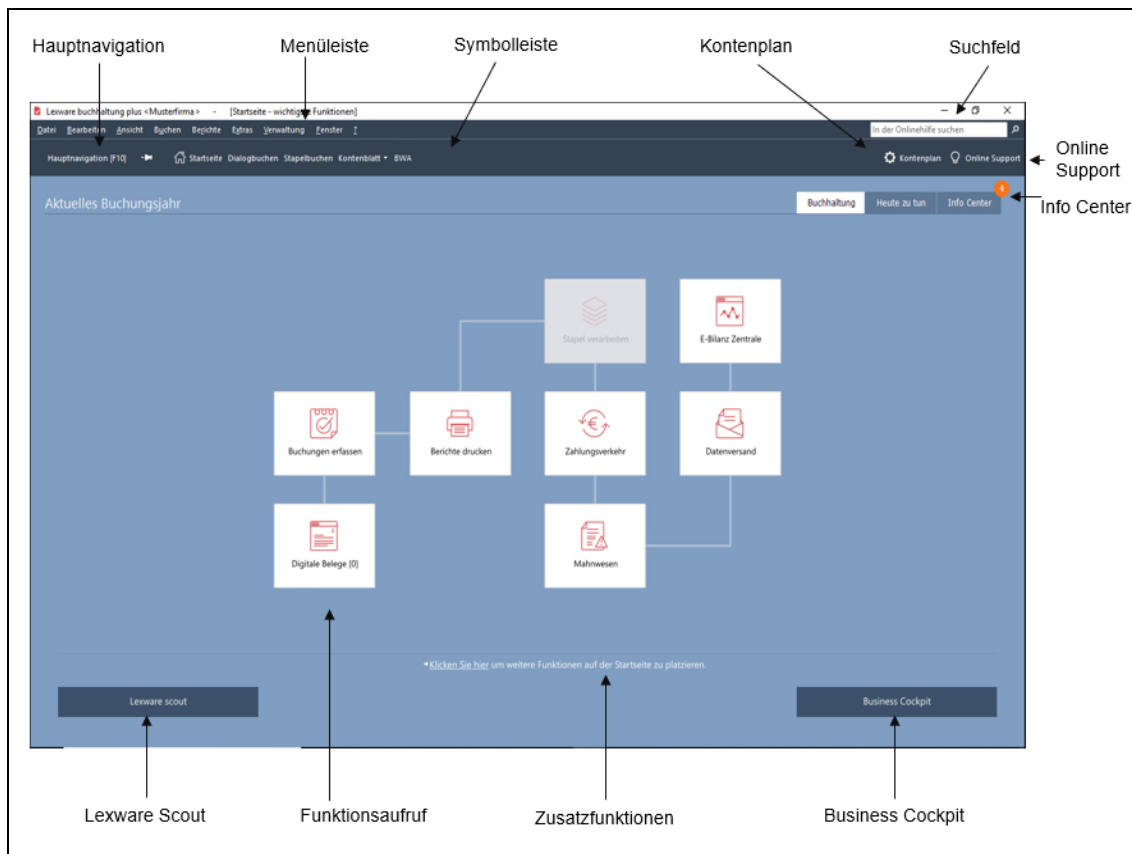 Hauptnavigation
Menüleiste
Symbolleiste
Kontenplan
Suchfeld
Lexware buchhaltung plus <Musterfirma> - [Startseite - wichtigste Funktionen]
Datei Bearbeiten Ansicht Buchen Berichte Extras Verwaltung Fenster ?
In der Onlinehilfe suchen
Hauptnavigation [F10] Startseite Dialogbuchen Stapelbuchen Kontenblatt BWA
Kontenplan Online Support
Online
Support
Info Center
Aktuelles Buchungsjahr
Buchhaltung Heute zu tun Info Center 4
Stapel verarbeiten
E-Bilanz Zentrale
Buchungen erfassen
Berichte drucken
Zahlungsverkehr
Datenversand
Digitale Belege [0]
Mahnwesen
Klicken Sie hier um weitere Funktionen auf der Startseite zu platzieren.
Lexware scout
Business Cockpit
Lexware Scout
Funktionsaufruf
Zusatzfunktionen
Business Cockpit